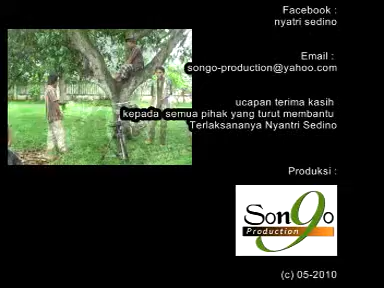 Facebook :
nyatri sedino
Email :
songo-production@yahoo.com
ucapan terima kasih
kepada semua pihak yang turut membantu
Terlaksananya Nyantri Sedino
Produksi :
Son9o
Production
(c) 05-2010